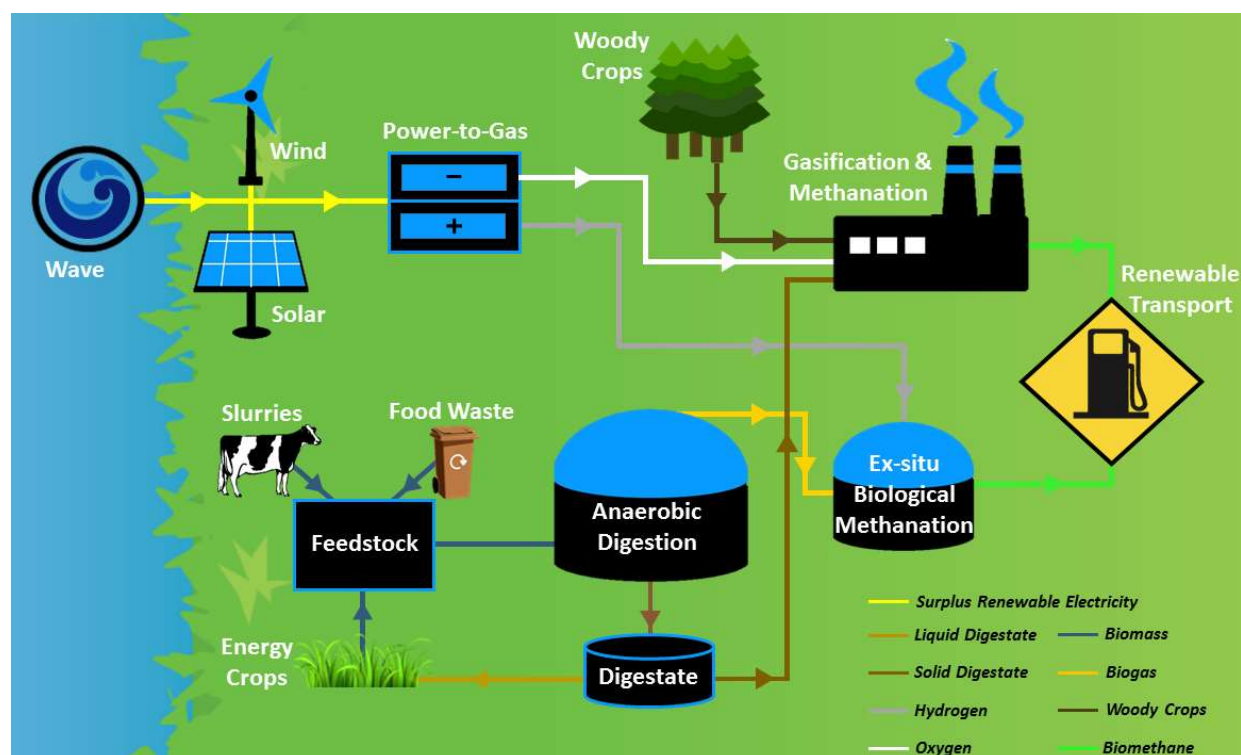 Woody
Crops
Power-to-Gas
Wind
Gasification &
Methanation
−
+
Wave
Solar
Renewable
Transport
Slurries
Food Waste
Ex-situ
Biological
Methanation
Anaerobic
Digestion
Feedstock
Energy
Crops
Digestate
Surplus Renewable Electricity
Liquid Digestate
Biomass
Solid Digestate
Biogas
Hydrogen
Woody Crops
Oxygen
Biomethane